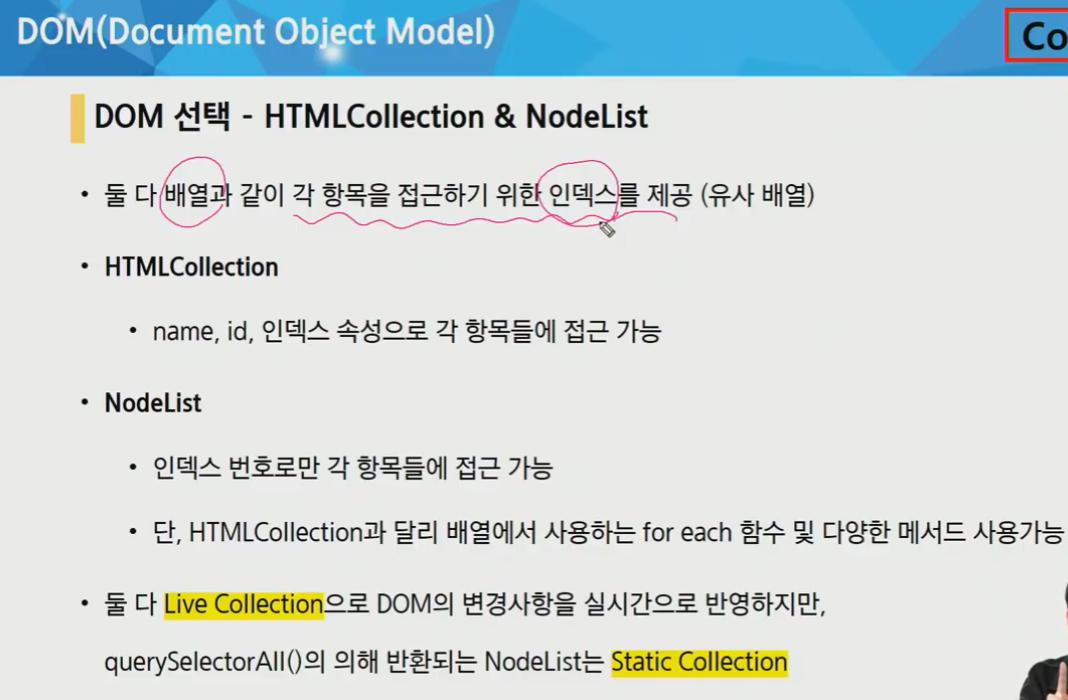 DOM(Document Object Model)
Co
DOM 선택 - HTMLCollection & NodeList
• 둘 다 배열과 같이 각 항목을 접근하기 위한 인덱스를 제공 (유사 배열)
• HTMLCollection
• name, id, 인덱스 속성으로 각 항목들에 접근 가능
• NodeList
• 인덱스 번호로만 각 항목들에 접근 가능
• 단, HTMLCollection과 달리 배열에서 사용하는 for each 함수 및 다양한 메서드 사용가능
• 둘 다 Live Collection으로 DOM의 변경사항을 실시간으로 반영하지만,
querySelectorAll()의 의해 반환되는 NodeList는 Static Collection